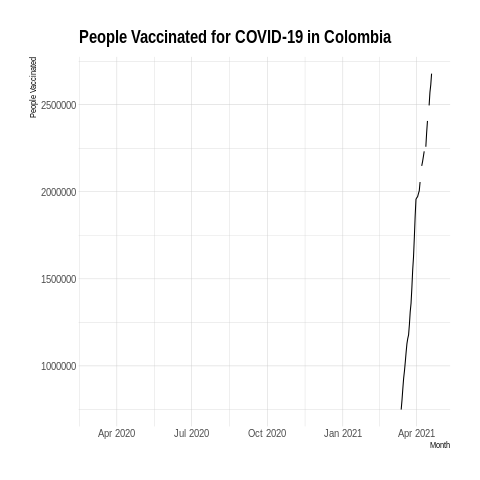 People Vaccinated for COVID-19 in Colombia
People Vaccinated
2500000
2000000
1500000
1000000
Apr 2020 Jul 2020 Oct 2020 Jan 2021 Apr 2021
Month